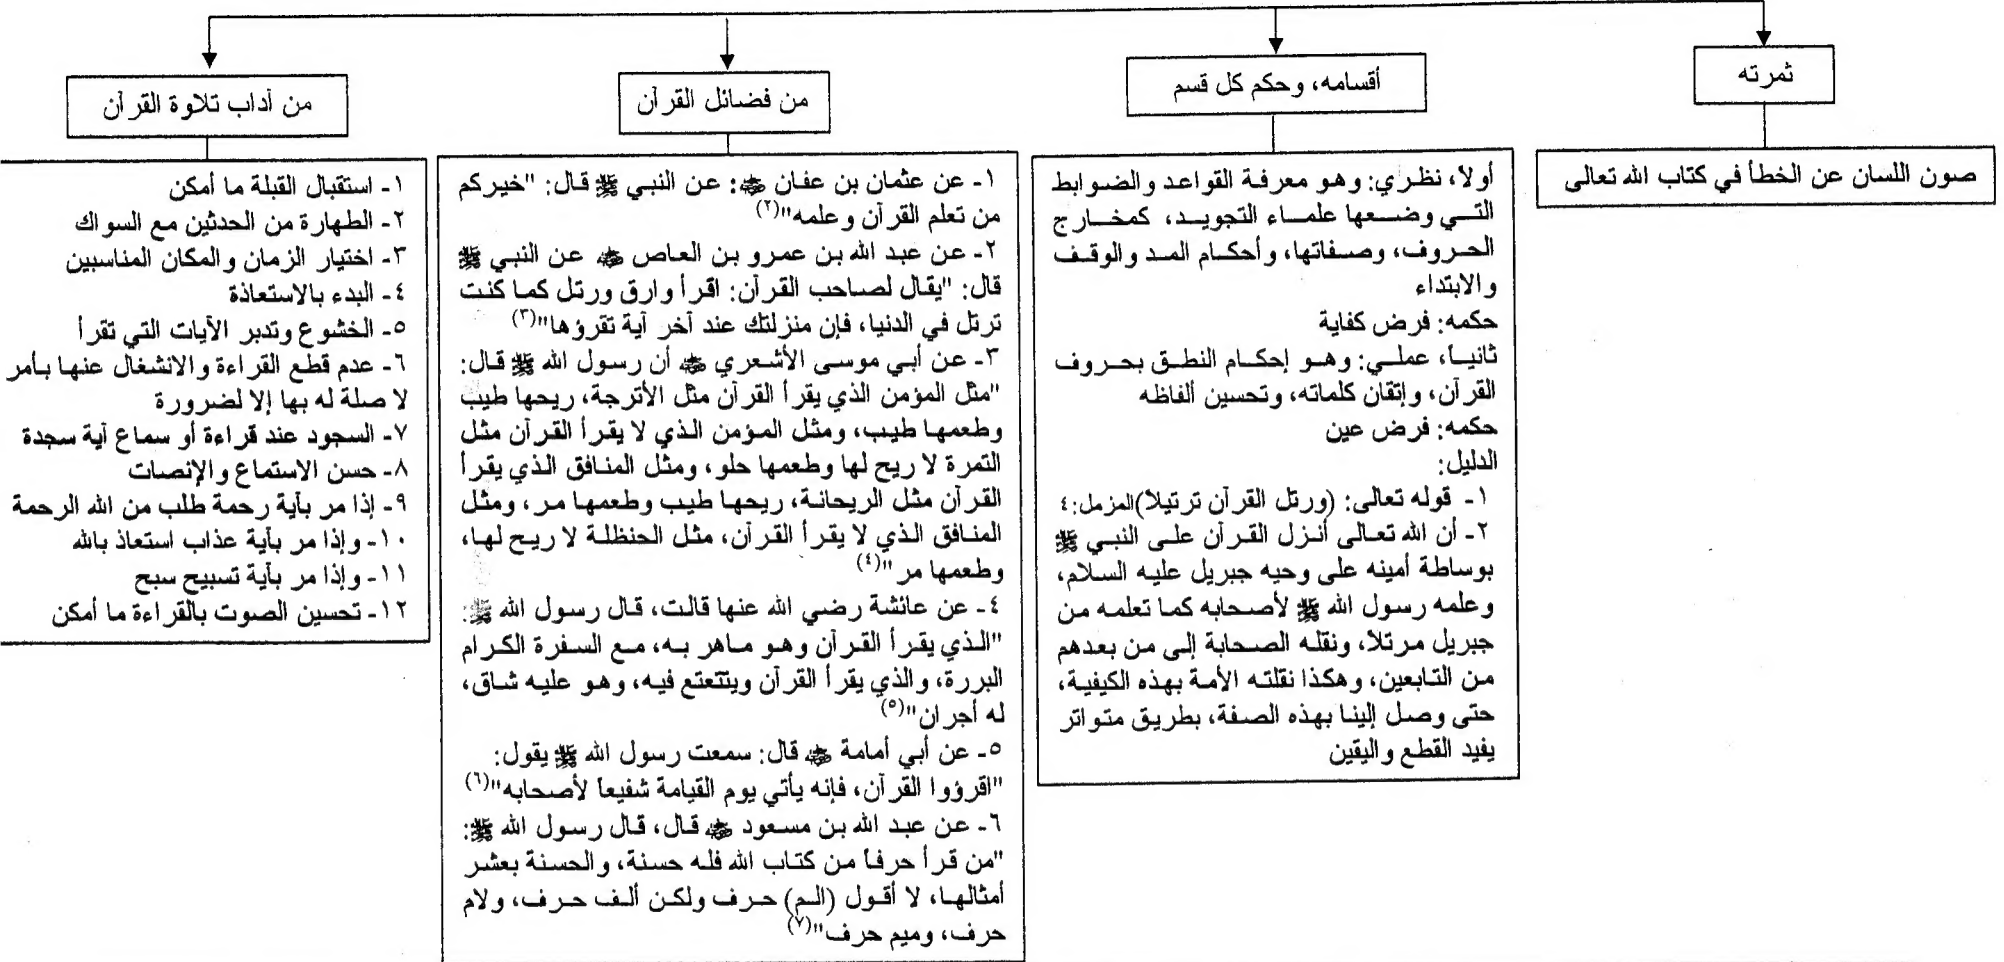 ثمرته
صون اللسان عن الخطأ في كتاب الله تعالى
أقسامه، وحكم كل قسم
أولا، نظري: وهو معرفة القواعد والضوابط
التي وضعها علماء التجويد، كمخارج
الحروف، وصفاتها، وأحكام المد والوقف
والابتداء
حكمه: فرض كفاية
ثانيا، عملي: وهو إحكام النطق بحروف
القرآن، وإتقان كلماته، وتحسين ألفاظه
حكمه: فرض عين
الدليل:
١- قوله تعالى: (ورتل القرآن ترتيلا)المزمل:٤
٢- أن الله تعالى أنزل القرآن على النبي ﷺ
بوساطة أمينه على وحيه جبريل عليه السلام،
وعلمه رسول الله ﷺ لأصحابه كما تعلمه من
جبريل مرتلا، ونقله الصحابة إلى من بعدهم
من التابعين، وهكذا نقلته الأمة بهذه الكيفية،
حتى وصل إلينا بهذه الصفة، بطريق متواتر
يفيد القطع واليقين
من فضائل القرآن
١- عن عثمان بن عفان ﵁: عن النبي ﷺ قال: "خيركم
من تعلم القرآن وعلمه"(٢)
٢- عن عبد الله بن عمرو بن العاص ﵁ عن النبي ﷺ
قال: "يقال لصاحب القرآن: اقرأ وارق ورتل كما كنت
ترتل في الدنيا، فإن منزلتك عند آخر آية تقرؤها"(٣)
٣- عن أبي موسى الأشعري ﵁ أن رسول الله ﷺ قال:
"مثل المؤمن الذي يقرأ القرآن مثل الأترجة، ريحها طيب
وطعمها طيب، ومثل المؤمن الذي لا يقرأ القرآن مثل
التمرة لا ريح لها وطعمها حلو، ومثل المنافق الذي يقرأ
القرآن مثل الريحانة، ريحها طيب وطعمها مر، ومثل
المنافق الذي لا يقرأ القرآن، مثل الحنظلة لا ريح لها،
وطعمها مر"(٤)
٤- عن عائشة رضي الله عنها قالت، قال رسول الله ﷺ:
"الذي يقرأ القرآن وهو ماهر به، مع السفرة الكرام
البررة، والذي يقرأ القرآن ويتتعتع فيه، وهو عليه شاق،
له أجران"(٥)
٥- عن أبي أمامة ﵁ قال: سمعت رسول الله ﷺ يقول:
"اقرؤوا القرآن، فإنه يأتي يوم القيامة شفيعا لأصحابه"(٦)
٦- عن عبد الله بن مسعود ﵁ قال، قال رسول الله ﷺ:
"من قرأ حرفا من كتاب الله فله حسنة، والحسنة بعشر
أمثالها، لا أقول (الم) حرف ولكن ألف حرف، ولام
حرف، وميم حرف"(٧)
من آداب تلاوة القرآن
١- استقبال القبلة ما أمكن
٢- الطهارة من الحدثين مع السواك
٣- اختيار الزمان والمكان المناسبين
٤- البدء بالاستعاذة
٥- الخشوع وتدبر الآيات التي تقرأ
٦- عدم قطع القراءة والانشغال عنها بأمر
لا صلة له بها إلا لضرورة
٧- السجود عند قراءة أو سماع آية سجدة
٨- حسن الاستماع والإنصات
٩- إذا مر بآية رحمة طلب من الله الرحمة
١٠- وإذا مر بآية عذاب استعاذ بالله
١١- وإذا مر بآية تسبيح سبح
١٢- تحسين الصوت بالقراءة ما أمكن